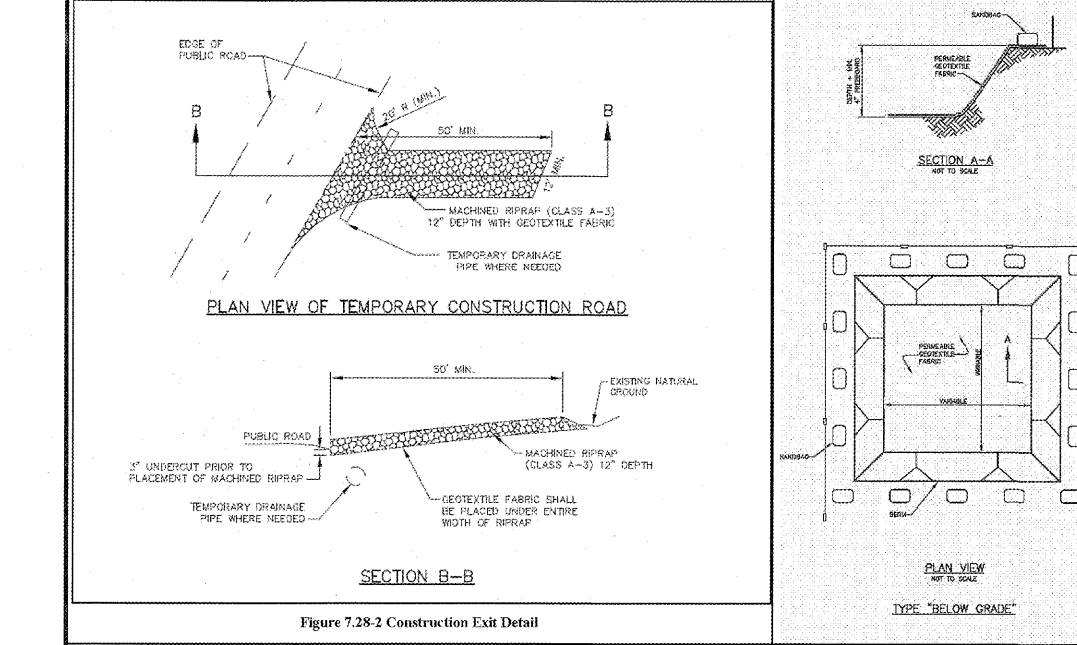 EDGE OF
PUBLIC ROAD
B
B
20' R (MIN.)
50' MIN.
12' MIN.
MACHINED RIPRAP (CLASS A-3)
12" DEPTH WITH GEOTEXTILE FABRIC
TEMPORARY DRAINAGE
PIPE WHERE NEEDED
PLAN VIEW OF TEMPORARY CONSTRUCTION ROAD
50' MIN.
EXISTING NATURAL
GROUND
PUBLIC ROAD
MACHINED RIPRAP
(CLASS A-3) 12" DEPTH
3" UNDERCUT PRIOR TO
PLACEMENT OF MACHINED RIPRAP
TEMPORARY DRAINAGE
PIPE WHERE NEEDED
GEOTEXTILE FABRIC SHALL
BE PLACED UNDER ENTIRE
WIDTH OF RIPRAP
SECTION B-B
Figure 7.28-2 Construction Exit Detail
SANDBAG
PERMEABLE
GEOTEXTILE
FABRIC
DEPTH + MIN.
4" FREEBOARD
SECTION A-A
NOT TO SCALE
PERMEABLE
GEOTEXTILE
FABRIC
A
VARIABLE
VARIABLE
SANDBAG
BERM
PLAN VIEW
NOT TO SCALE
TYPE "BELOW GRADE"